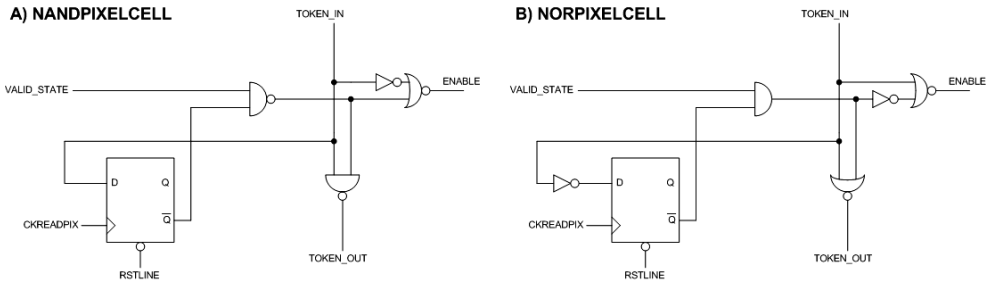 A) NANDPIXELCELL
TOKEN_IN
VALID_STATE
ENABLE
D
Q
Q
CKREADPIX
RSTLINE
TOKEN_OUT
B) NORPIXELCELL
TOKEN_IN
VALID_STATE
ENABLE
D
Q
Q
CKREADPIX
RSTLINE
TOKEN_OUT